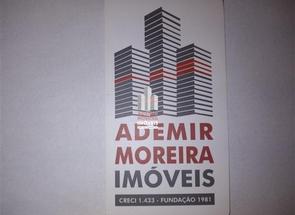 ADEMIR
MOREIRA
IMÓVEIS
CRECI 1.433 - FUNDAÇÃO 1981